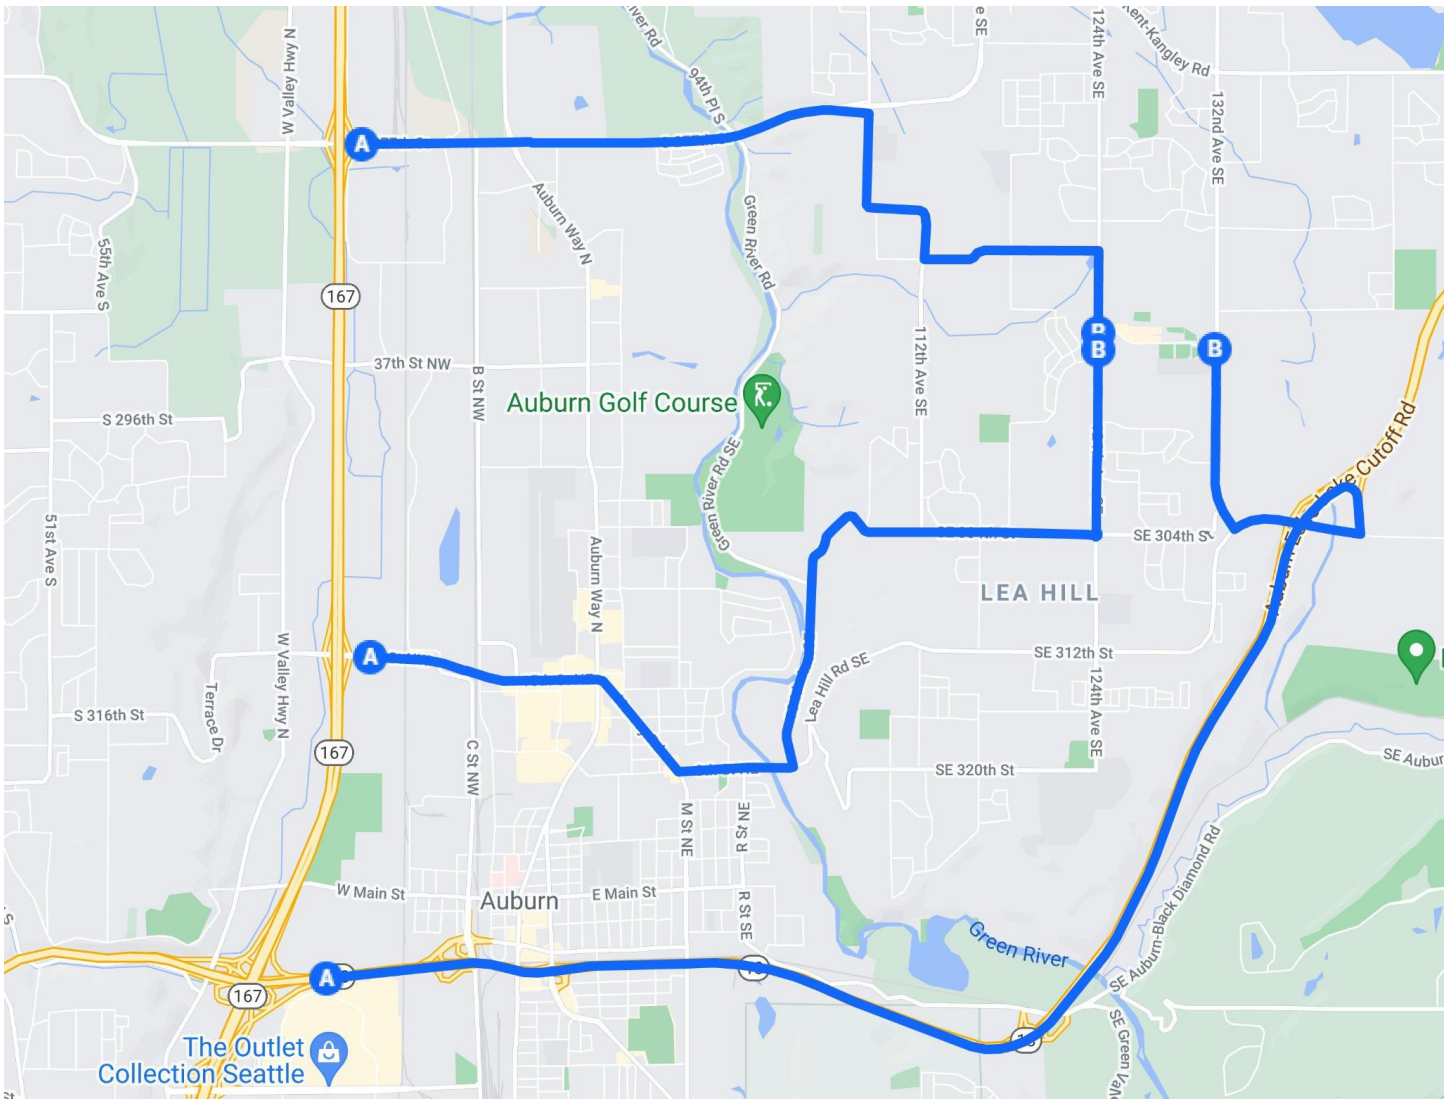 94th Pl S
124th Ave SE
Kent-Kangley Rd
W Valley Hwy N
132nd Ave SE
A
Auburn Way N
Green River Rd
55th Ave S
167
B
B
B
112th Ave SE
37th St NW
B St NW
Auburn Golf Course
S 296th St
Green River Rd SE
51st Ave S
Auburn Way N
SE 304th St
LEA HILL
A
W Valley Hwy N
SE 312th St
Lea Hill Rd SE
124th Ave SE
Terrace Dr
S 316th St
167
C St NW
SE 320th St
M St NE
R St NE
W Main St
E Main St
Auburn
R St SE
SE Auburn-Black Diamond Rd
Green River
A
167
The Outlet
Collection Seattle